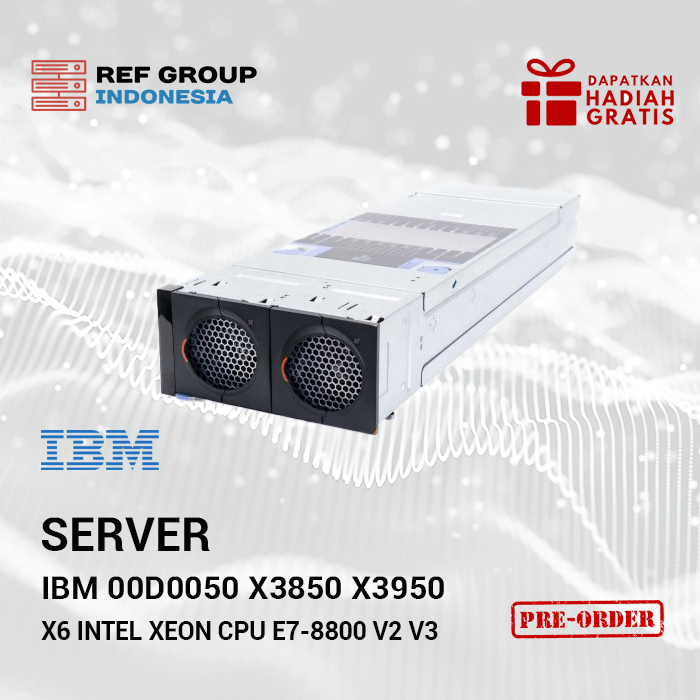 REF GROUP
INDONESIA
DAPATKAN
HADIAH
GRATIS
IBM
SERVER
IBM 00D0050 X3850 X3950
X6 INTEL XEON CPU E7-8800 V2 V3
PRE-ORDER